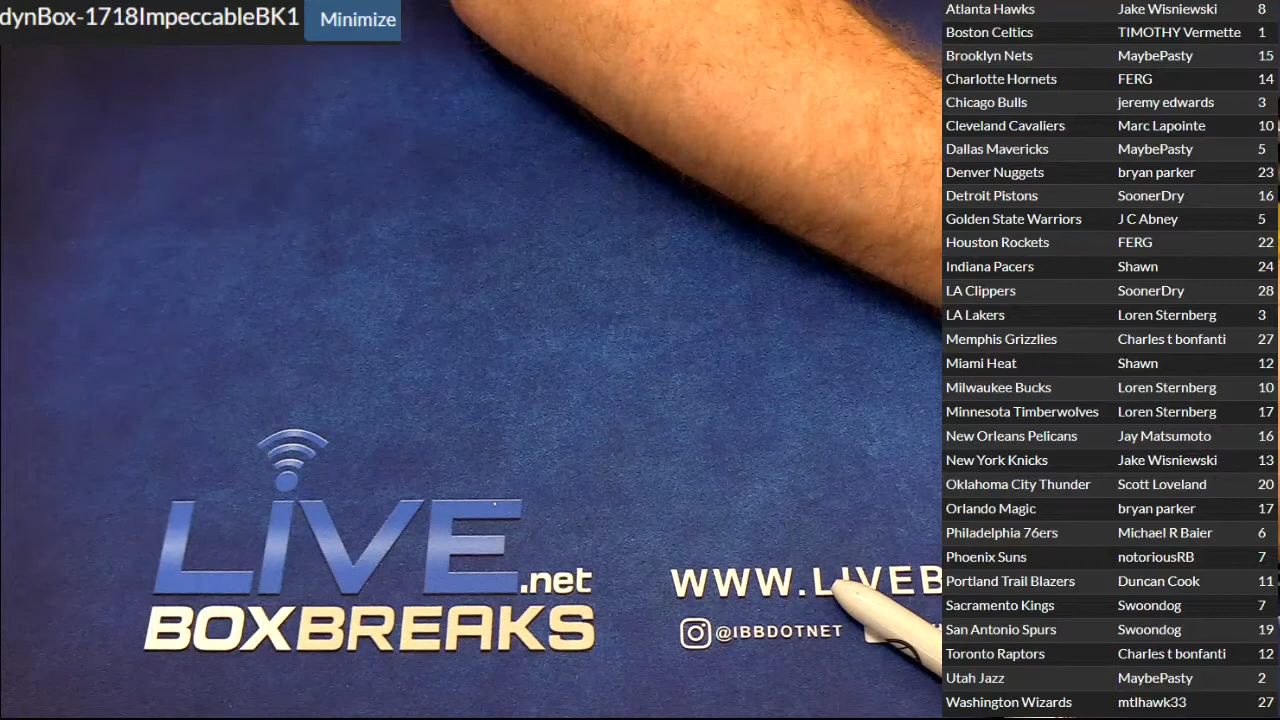 dynBox-1718ImpeccableBK1 Minimize
Atlanta Hawks Jake Wisniewski 8
Boston Celtics TIMOTHY Vermette 1
Brooklyn Nets MaybePasty 15
Charlotte Hornets FERG 14
Chicago Bulls jeremy edwards 3
Cleveland Cavaliers Marc Lapointe 10
Dallas Mavericks MaybePasty 5
Denver Nuggets bryan parker 23
Detroit Pistons SoonerDry 16
Golden State Warriors J C Abney 5
Houston Rockets FERG 22
Indiana Pacers Shawn 24
LA Clippers SoonerDry 28
LA Lakers Loren Sternberg 3
Memphis Grizzlies Charles t bonfanti 27
Miami Heat Shawn 12
Milwaukee Bucks Loren Sternberg 10
Minnesota Timberwolves Loren Sternberg 17
New Orleans Pelicans Jay Matsumoto 16
New York Knicks Jake Wisniewski 13
Oklahoma City Thunder Scott Loveland 20
Orlando Magic bryan parker 17
Philadelphia 76ers Michael R Baier 6
Phoenix Suns notoriousRB 7
Portland Trail Blazers Duncan Cook 11
Sacramento Kings Swoondog 7
San Antonio Spurs Swoondog 19
Toronto Raptors Charles t bonfanti 12
Utah Jazz MaybePasty 2
Washington Wizards mtlhawk33 27
LIVE.net
BOXBREAKS
WWW.LIVEB
@IBBDOTNET